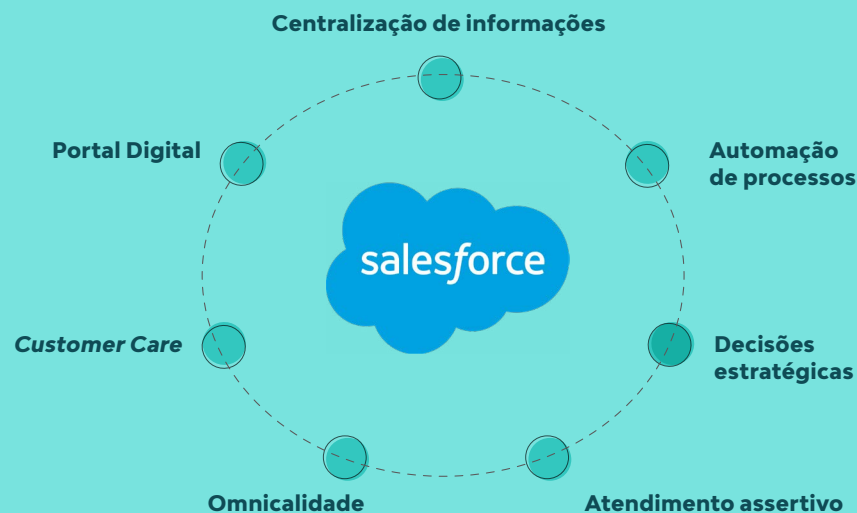 Centralização de informações
Portal Digital
Automação
de processos
salesforce
Customer Care
Decisões
estratégicas
Omnicalidade
Atendimento assertivo